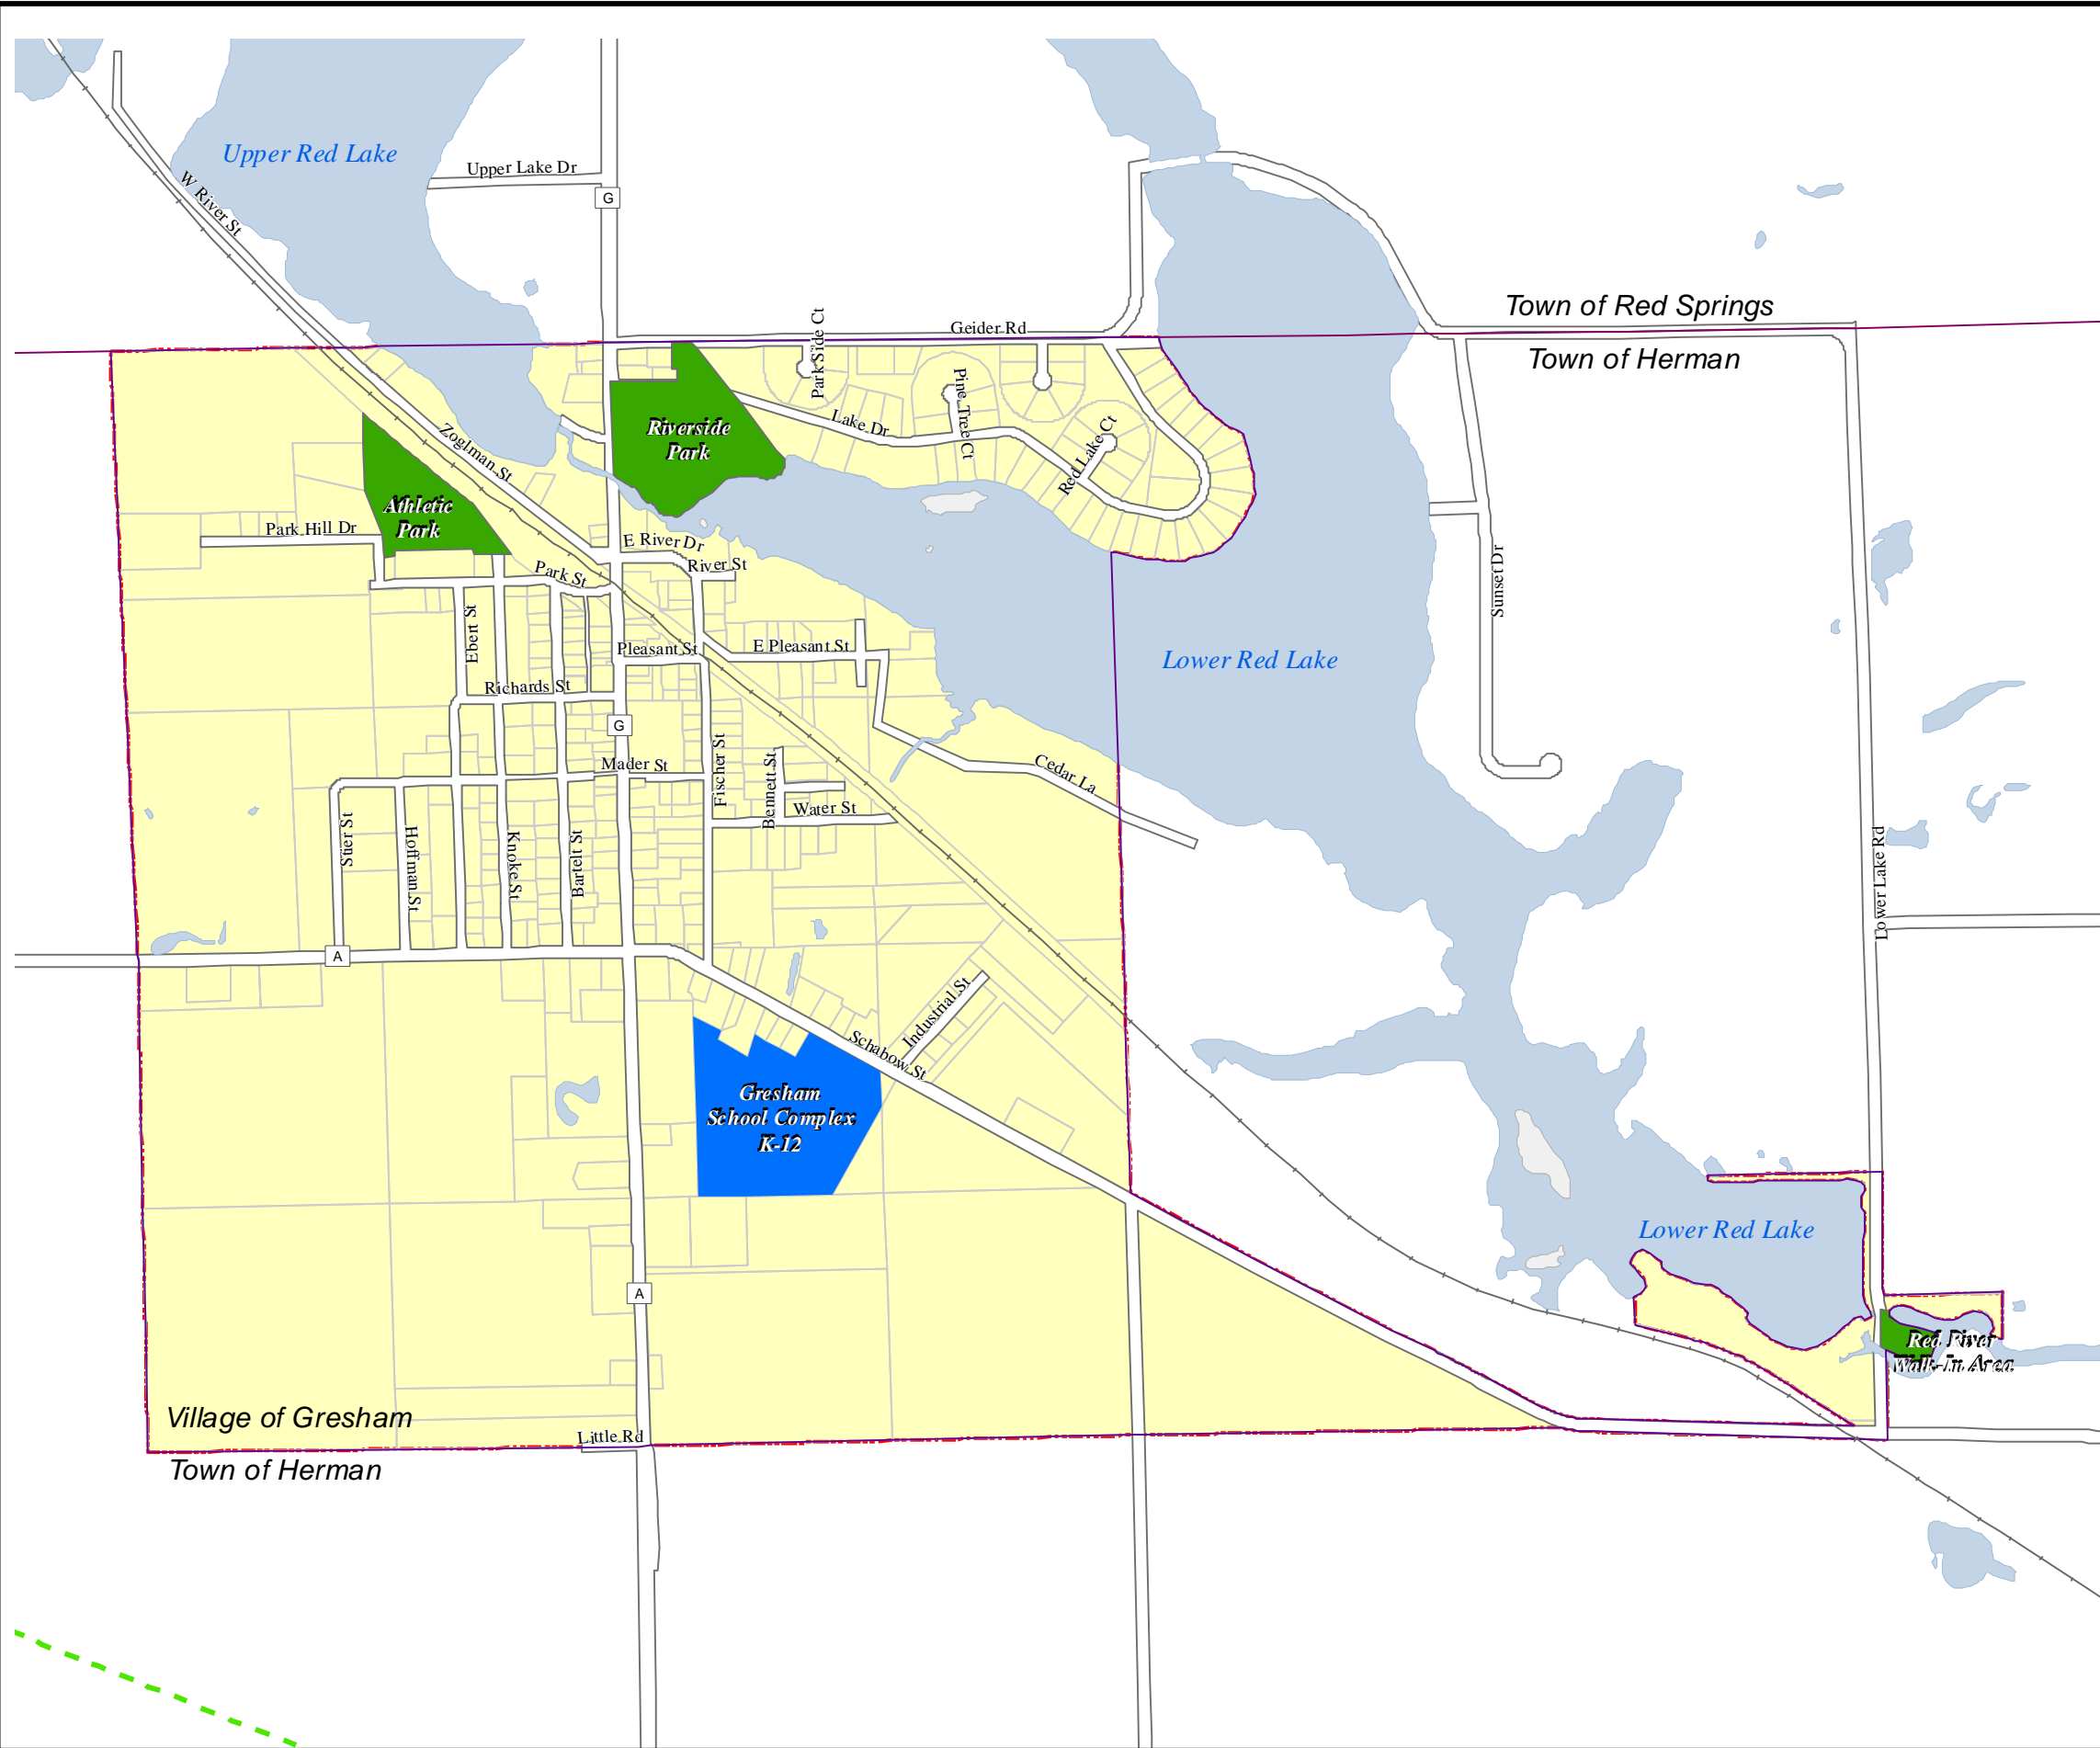 Upper Red Lake
Upper Lake Dr
W River St
G
Town of Red Springs
Town of Herman
Geider Rd
Park Side Ct
Pine Tree Ct
Lake Dr
Red Lake Ct
Riverside
Park
Zoglman St
Athletic
Park
Park Hill Dr
E River Dr
River St
Park St
Sunset Dr
Ebert St
Pleasant St
E Pleasant St
Lower Red Lake
Richards St
G
Mader St
Fischer St
Bennett St
Cedar La
Water St
Stier St
Hoffman St
Knoke St
Bartelt St
Lower Lake Rd
A
Industrial St
Schabow St
Gresham
School Complex
K-12
Lower Red Lake
A
Red River
Walk-In Area
Village of Gresham
Little Rd
Town of Herman